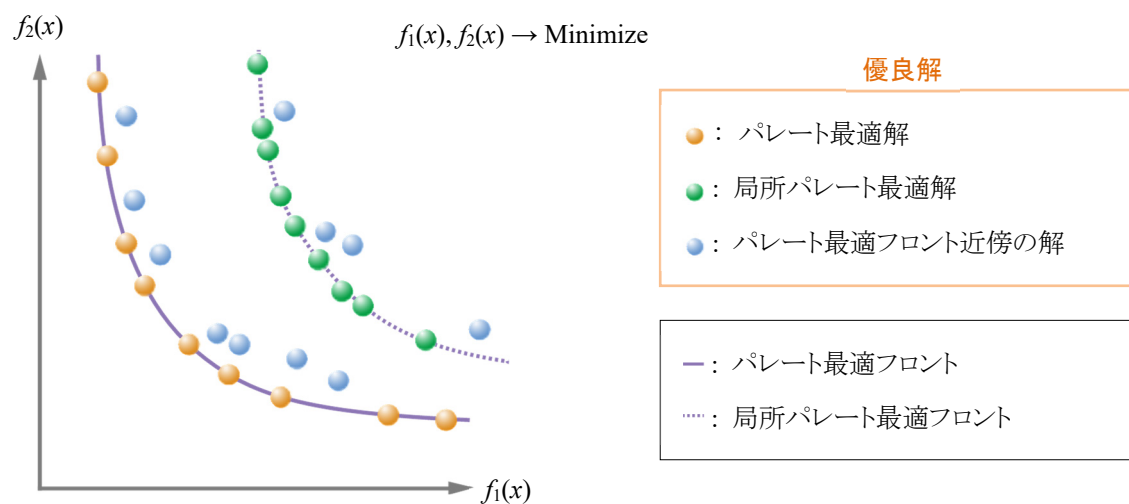 f₂(x)
f₁(x), f₂(x) → Minimize
優良解
: パレート最適解
: 局所パレート最適解
: パレート最適フロント近傍の解
: パレート最適フロント
: 局所パレート最適フロント
f₁(x)